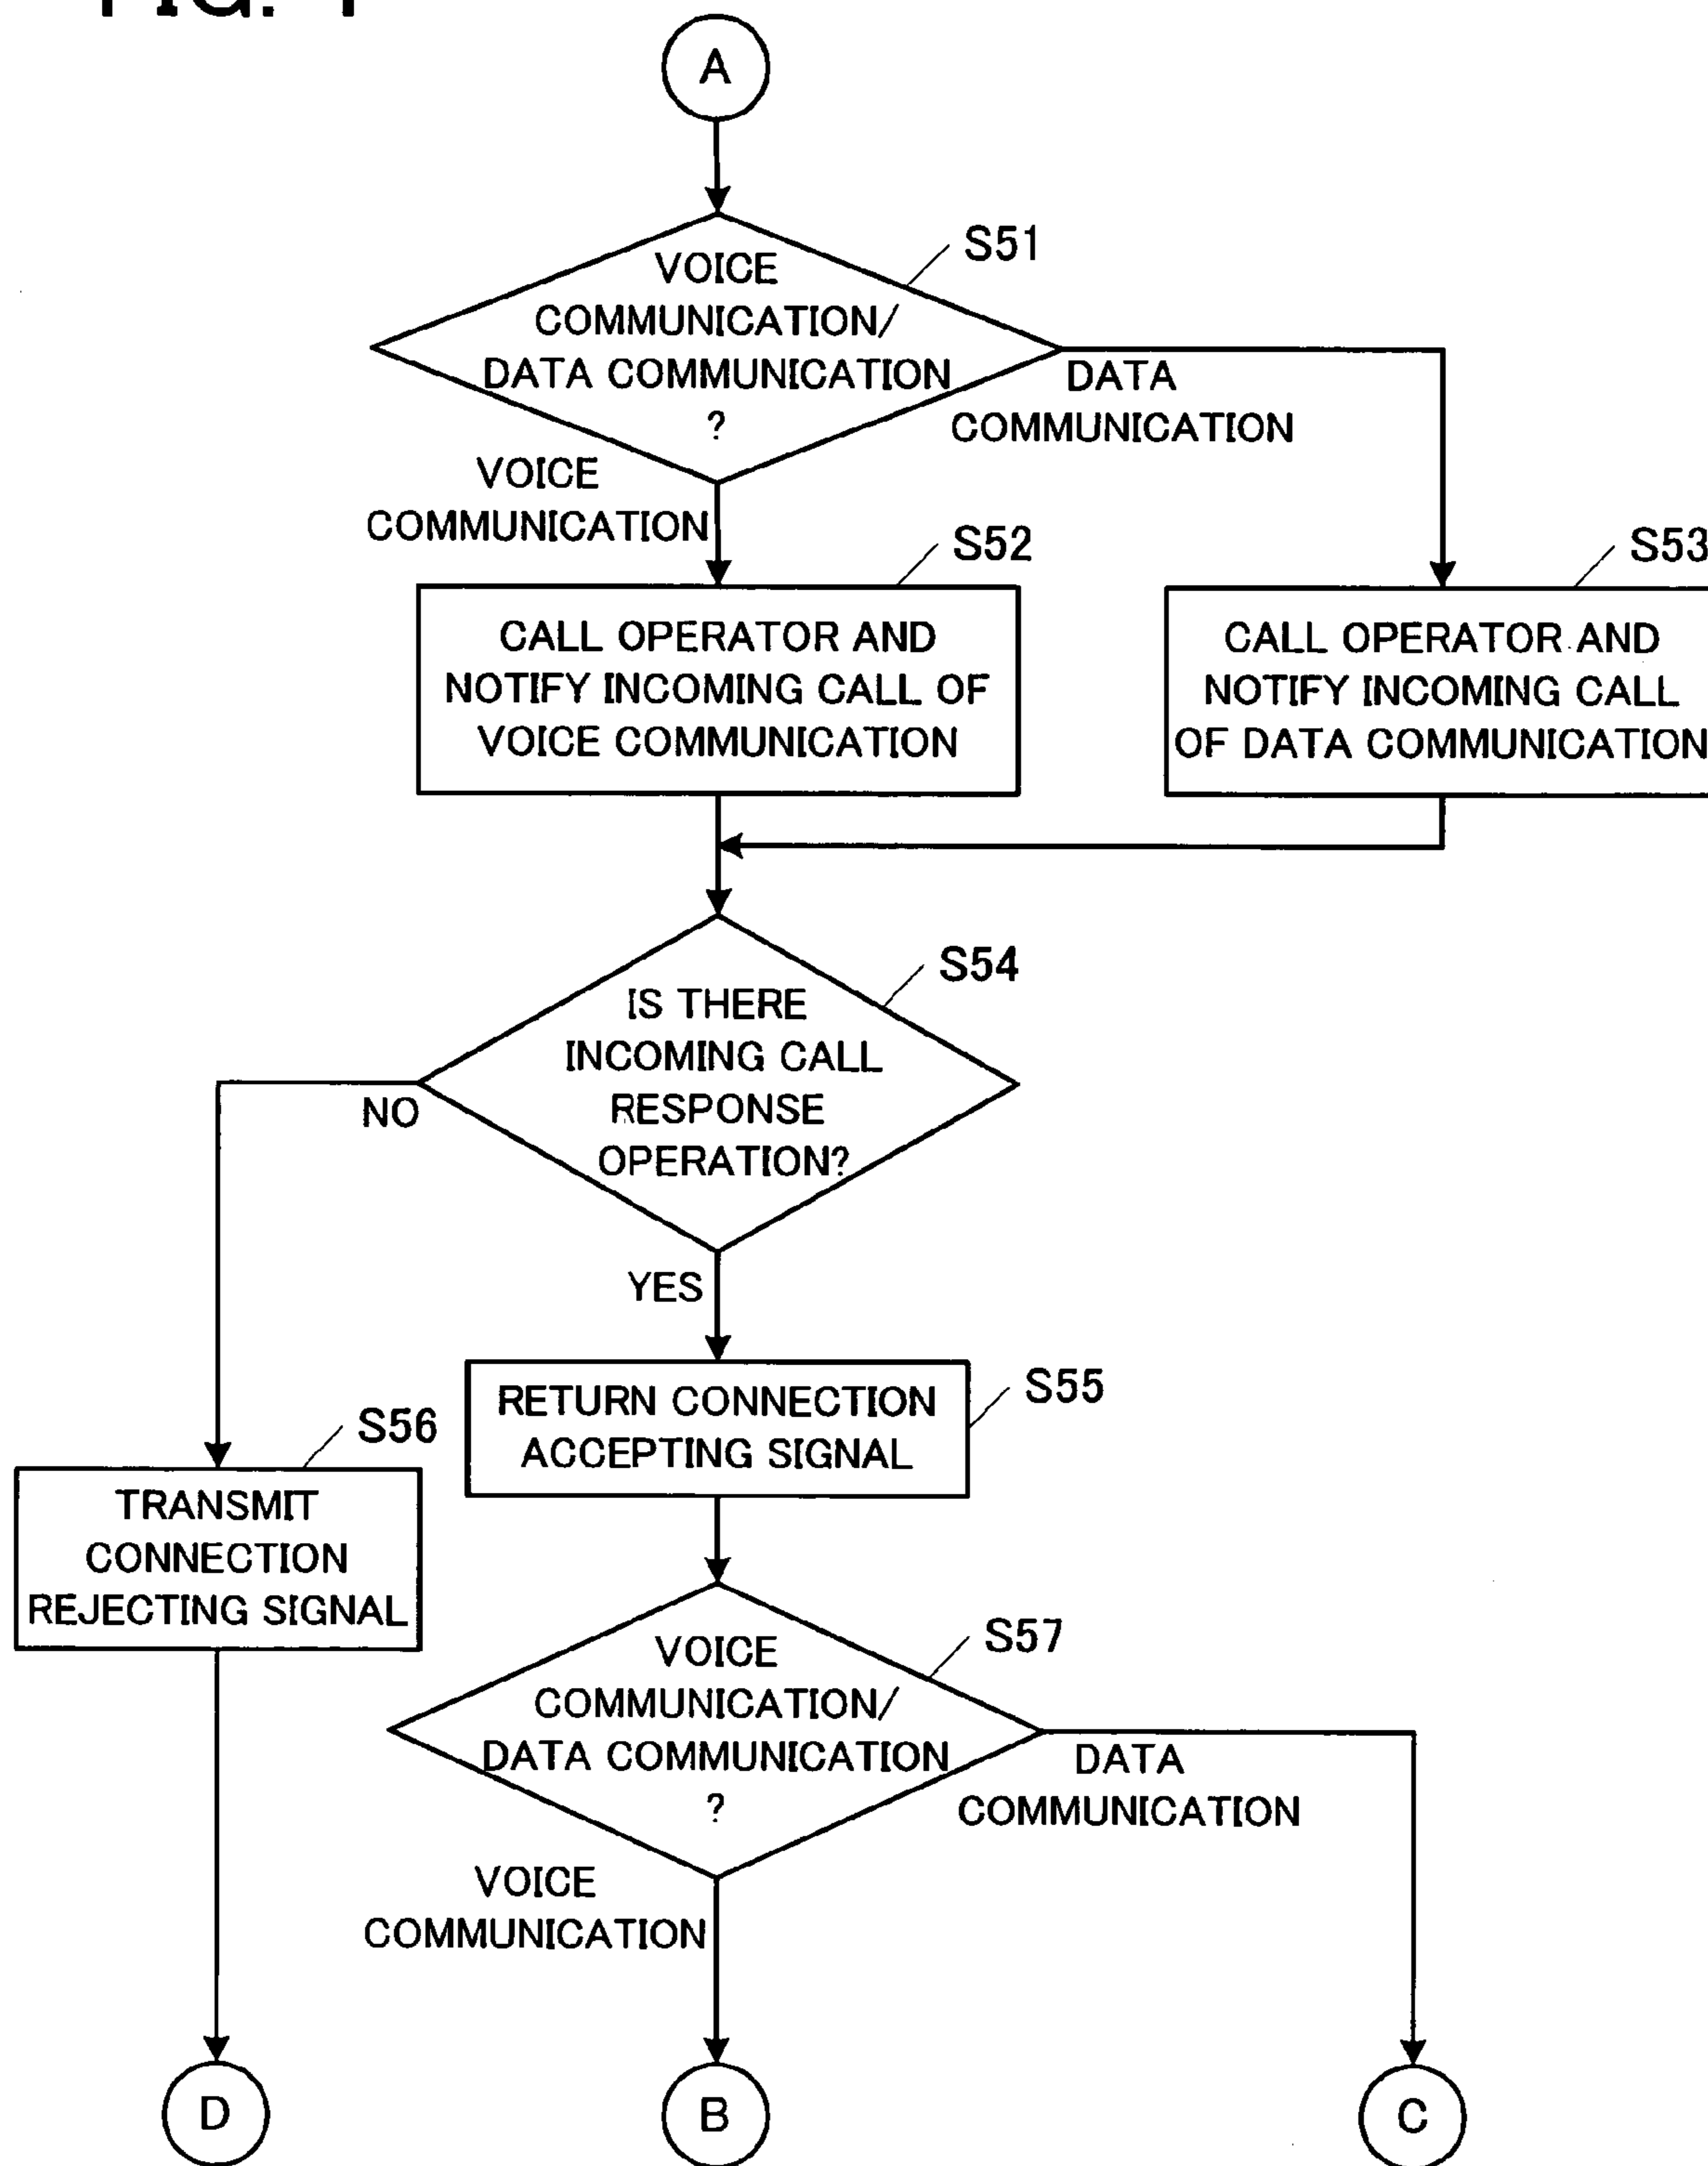 A
S51
VOICE
COMMUNICATION/
DATA COMMUNICATION
?
DATA
COMMUNICATION
VOICE
COMMUNICATION
S52
CALL OPERATOR AND
NOTIFY INCOMING CALL OF
VOICE COMMUNICATION
S53
CALL OPERATOR AND
NOTIFY INCOMING CALL
OF DATA COMMUNICATION
S54
IS THERE
INCOMING CALL
RESPONSE
OPERATION?
NO
YES
S55
RETURN CONNECTION
ACCEPTING SIGNAL
S56
TRANSMIT
CONNECTION
REJECTING SIGNAL
S57
VOICE
COMMUNICATION/
DATA COMMUNICATION
?
DATA
COMMUNICATION
VOICE
COMMUNICATION
D
B
C